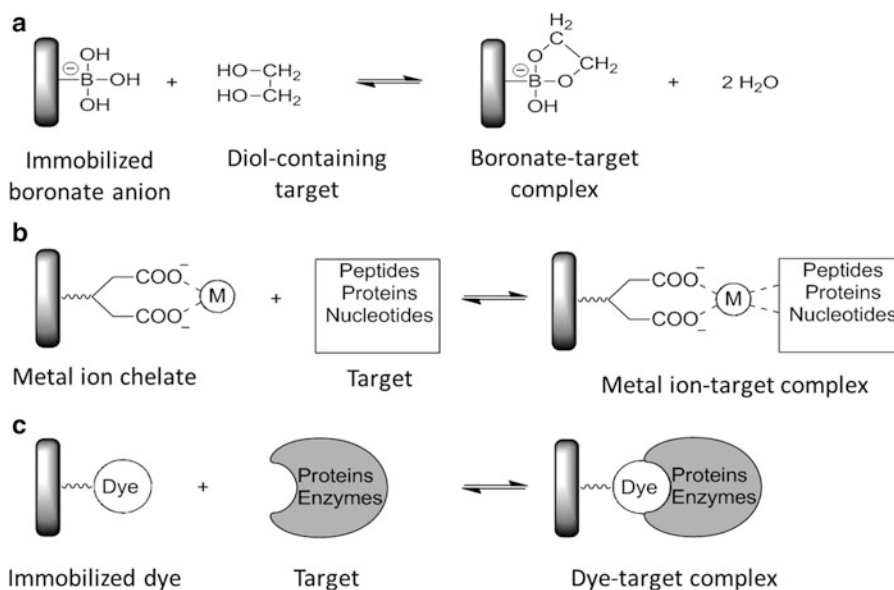 a
OH
⊖
B
OH
OH
+
HO CH2
HO CH2
H2
C
O
CH2
⊖
B O
OH
+
2 H2O
Immobilized
boronate anion
Diol-containing
target
Boronate-target
complex
b
COO−
COO−
M
+
Peptides
Proteins
Nucleotides
COO−
COO−
M
Peptides
Proteins
Nucleotides
Metal ion chelate
Target
Metal ion-target complex
c
Dye
+
Proteins
Enzymes
Dye
Proteins
Enzymes
Immobilized dye
Target
Dye-target complex